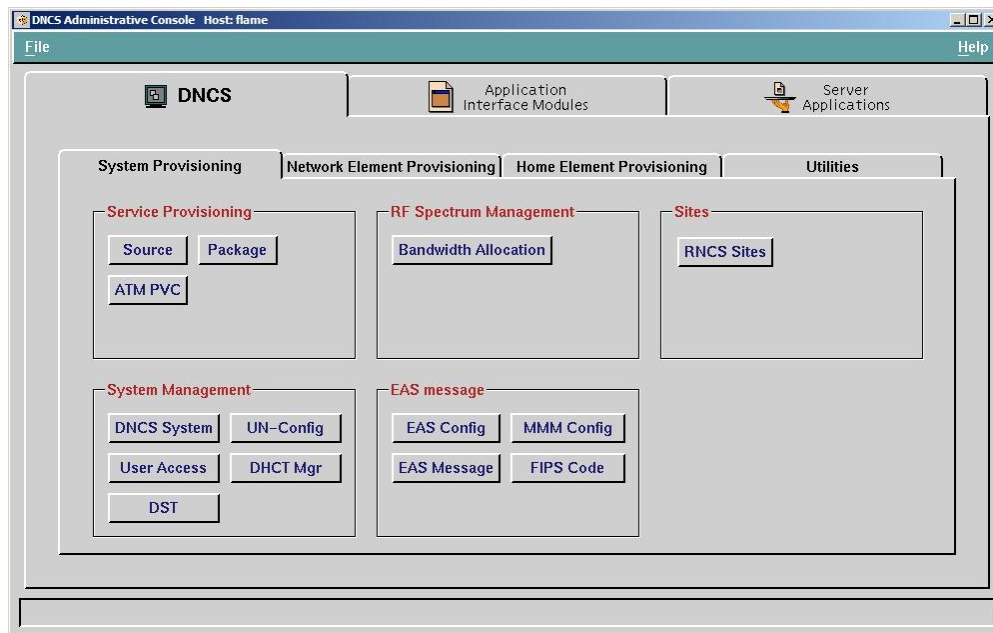 DNCS Administrative Console Host: flame
File
Help
DNCS
Application
Interface Modules
Server
Applications
System Provisioning
Network Element Provisioning
Home Element Provisioning
Utilities
Service Provisioning
Source
Package
ATM PVC
RF Spectrum Management
Bandwidth Allocation
Sites
RNCS Sites
System Management
DNCS System
UN-Config
User Access
DHCT Mgr
DST
EAS message
EAS Config
MMM Config
EAS Message
FIPS Code